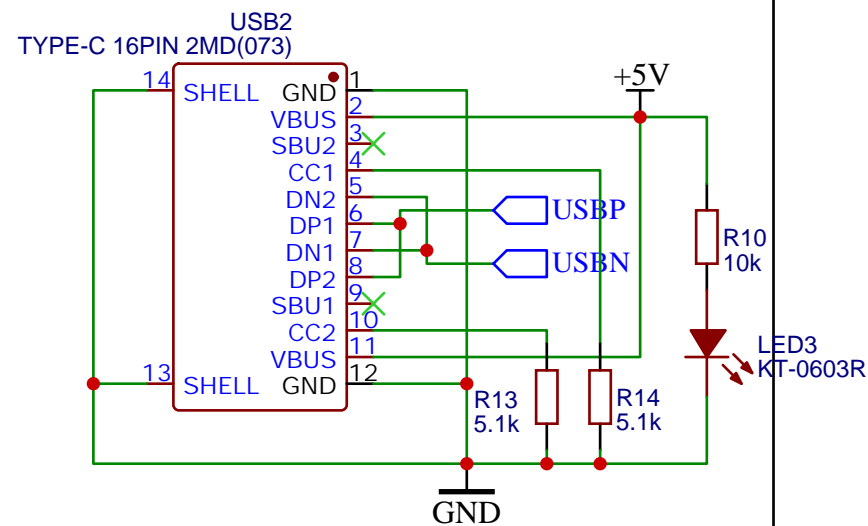 USB2
TYPE-C 16PIN 2MD(073)
14 SHELL GND 1
VBUS 2
SBU2 3
CC1 4
DN2 5
DP1 6
DN1 7
DP2 8
SBU1 9
CC2 10
VBUS 11
13 SHELL GND 12
+5V
USBP
USBN
R10
10k
LED3
KT-0603R
R13
5.1k
R14
5.1k
GND